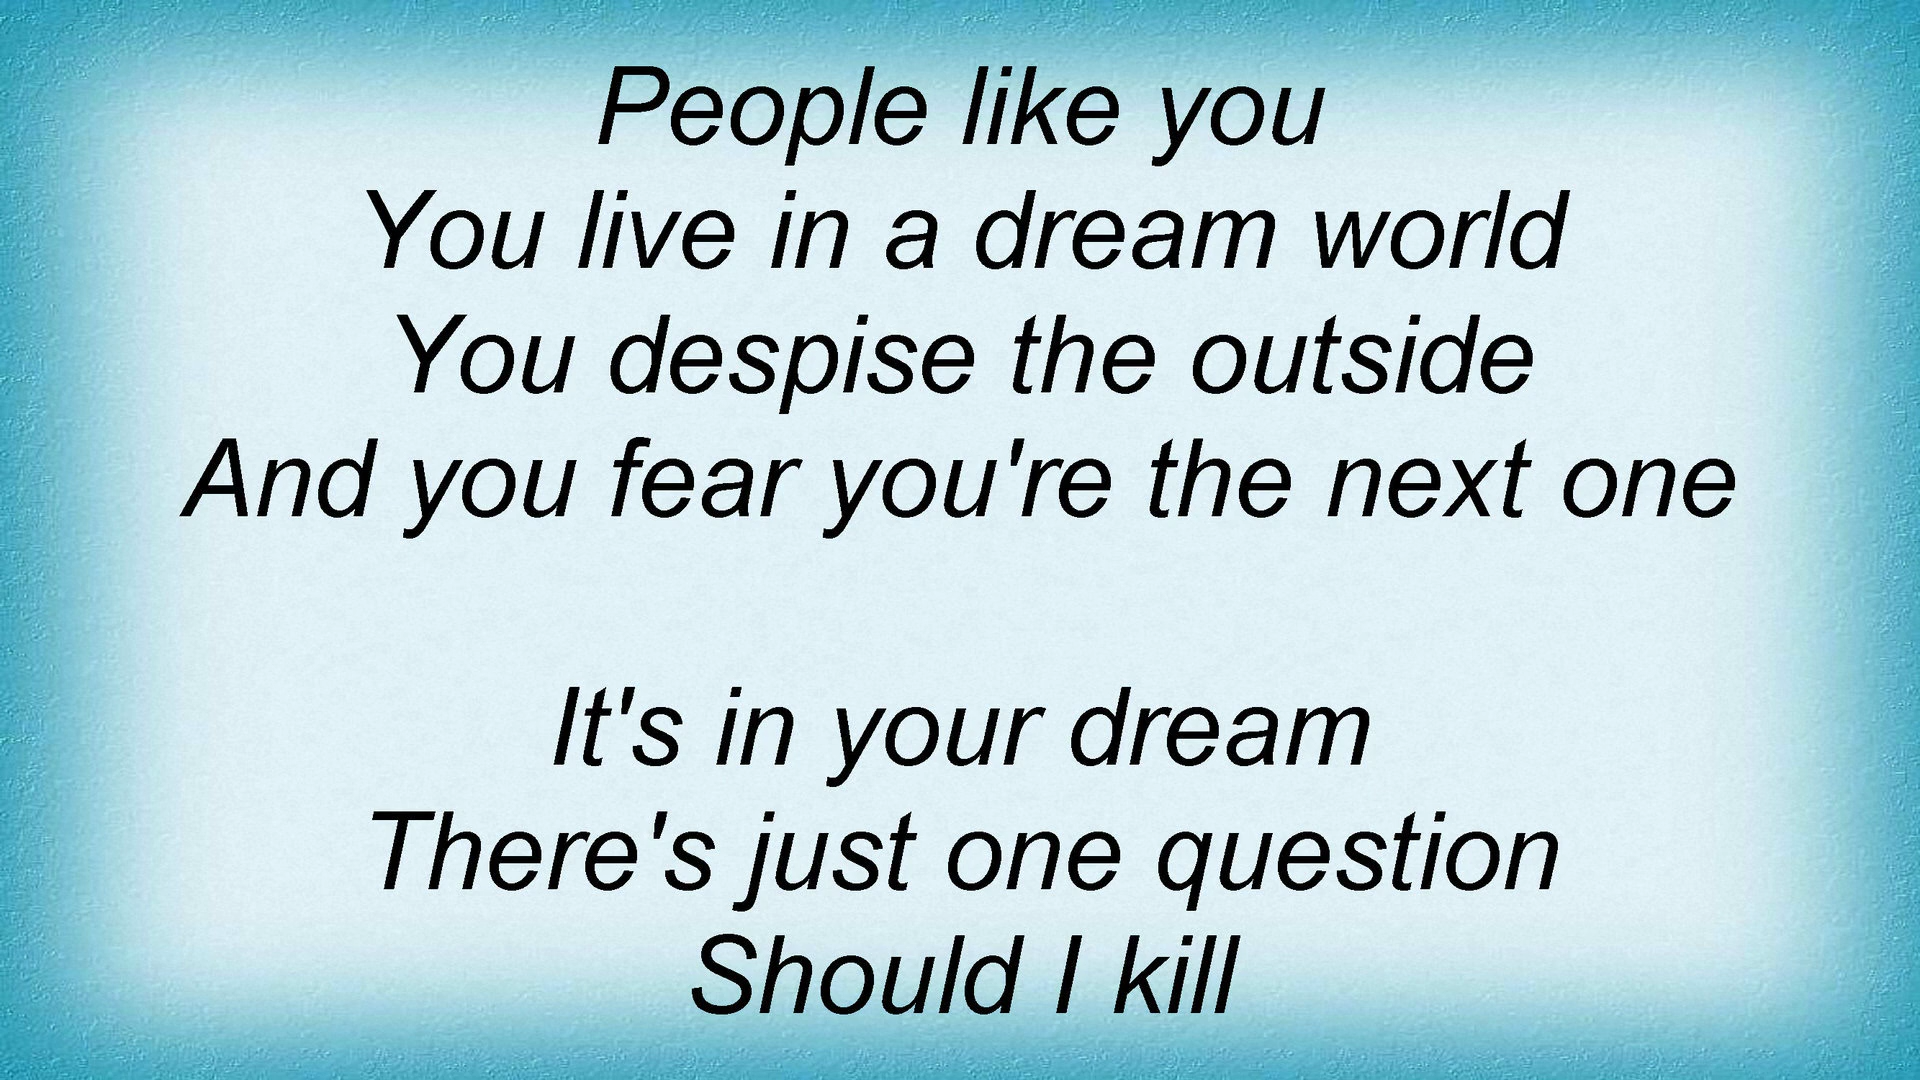 People like you
You live in a dream world
You despise the outside
And you fear you're the next one
It's in your dream
There's just one question
Should I kill